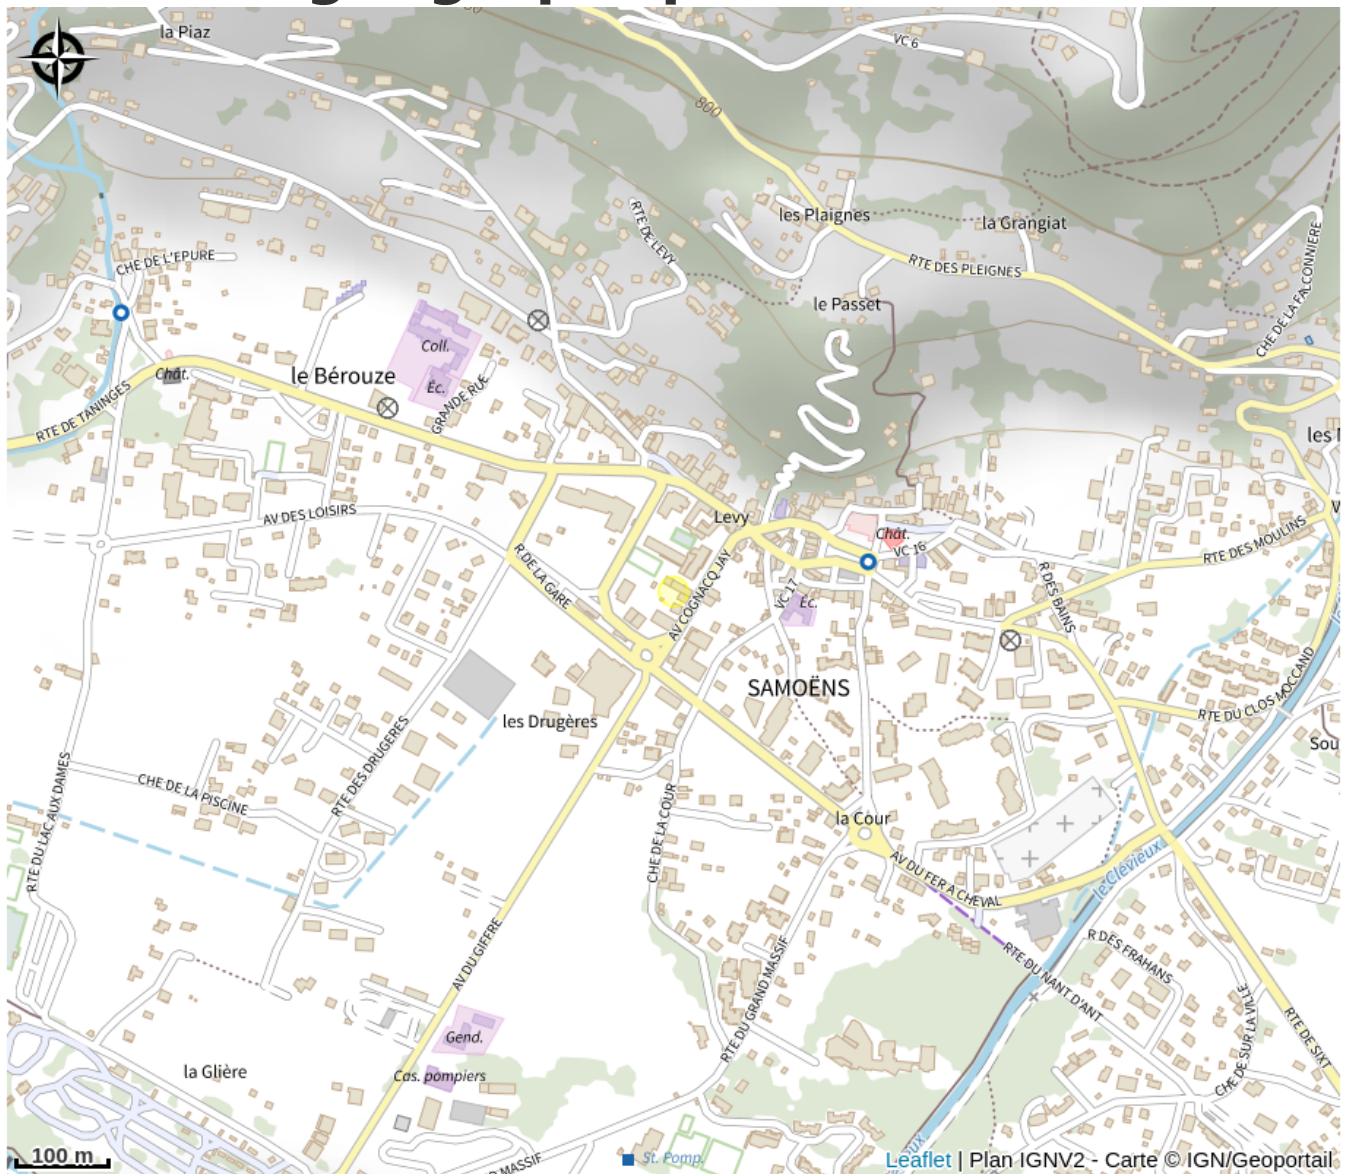 la Piaz
VC 6
800
les Plaignes
la Grangiat
RTE DE LEVY
RTE DES PLEIGNES
CHE DE LA FALCONNIERE
CHE DE L'EPURE
le Passet
Coll.
Éc.
Chât.
le Bérouze
GRANDE RUE
RTE DE TANINGES
les
Levy
AV DES LOISIRS
Chât.
VC 16
RTE DES MOULINS
R DE LA GARE
AV COGNACQ JAY
VC 17
Éc.
R DES BAINS
SAMOËNS
les Drugères
RTE DU CLOS MOCCAND
Sou
RTE DES DRUGERES
CHE DE LA PISCINE
RTE DU LAC AUX DAMES
CHE DE LA COUR
la Cour
AV DU FER A CHEVAL
le Clévieux
AV DU GIFFRE
RTE DU GRAND MASSIF
RTE DU NANT D'ANT
R DES FRAHANS
CHE DE SUR LA VILLE
RTE DE SIXT
Gend.
la Glière
Cas. pompiers
100 m
MASSIF
St. Pomp.
Leaflet | Plan IGNV2 - Carte © IGN/Geoportail